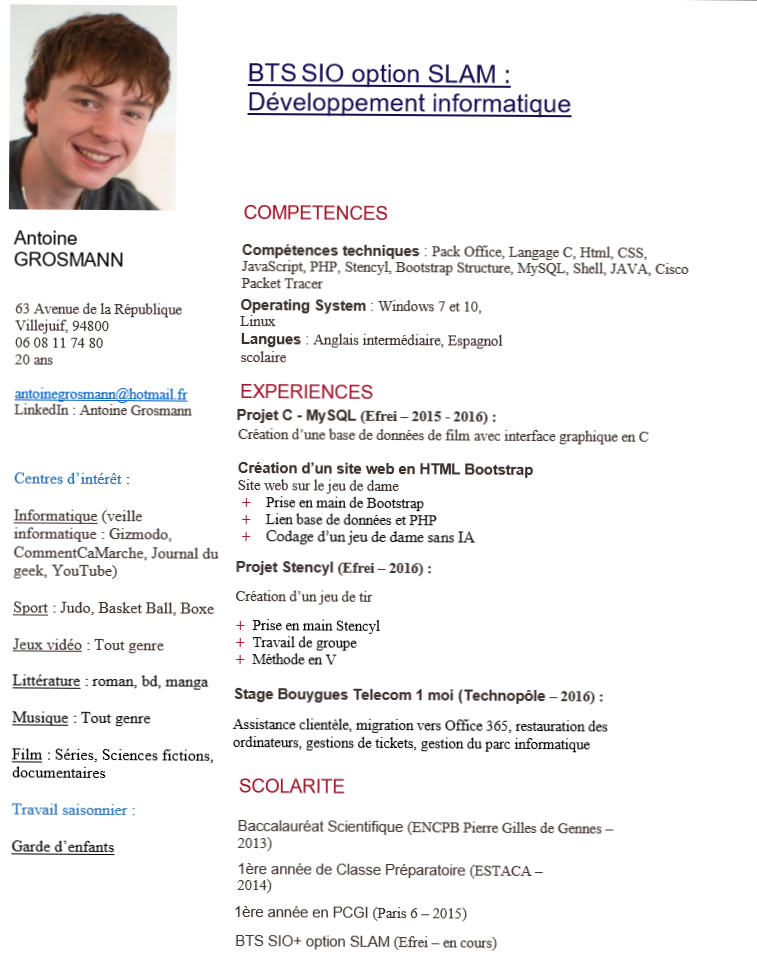 BTS SIO option SLAM :
Développement informatique
Antoine
GROSMANN
63 Avenue de la République
Villejuif, 94800
06 08 11 74 80
20 ans
antoinegrosmann@hotmail.fr
LinkedIn : Antoine Grosmann
Centres d'intérêt :
Informatique (veille
informatique : Gizmodo,
CommentCaMarche, Journal du
geek, YouTube)
Sport : Judo, Basket Ball, Boxe
Jeux vidéo : Tout genre
Littérature : roman, bd, manga
Musique : Tout genre
Film : Séries, Sciences fictions,
documentaires
Travail saisonnier :
Garde d'enfants
COMPETENCES
Compétences techniques : Pack Office, Langage C, Html, CSS,
JavaScript, PHP, Stencyl, Bootstrap Structure, MySQL, Shell, JAVA, Cisco
Packet Tracer
Operating System : Windows 7 et 10,
Linux
Langues : Anglais intermédiaire, Espagnol
scolaire
EXPERIENCES
Projet C - MySQL (Efrei – 2015 - 2016) :
Création d'une base de données de film avec interface graphique en C
Création d'un site web en HTML Bootstrap
Site web sur le jeu de dame
+ Prise en main de Bootstrap
+ Lien base de données et PHP
+ Codage d'un jeu de dame sans IA
Projet Stencyl (Efrei – 2016) :
Création d'un jeu de tir
+ Prise en main Stencyl
+ Travail de groupe
+ Méthode en V
Stage Bouygues Telecom 1 moi (Technopôle – 2016) :
Assistance clientèle, migration vers Office 365, restauration des
ordinateurs, gestions de tickets, gestion du parc informatique
SCOLARITE
Baccalauréat Scientifique (ENCPB Pierre Gilles de Gennes –
2013)
1ère année de Classe Préparatoire (ESTACA –
2014)
1ère année en PCGI (Paris 6 – 2015)
BTS SIO+ option SLAM (Efrei – en cours)